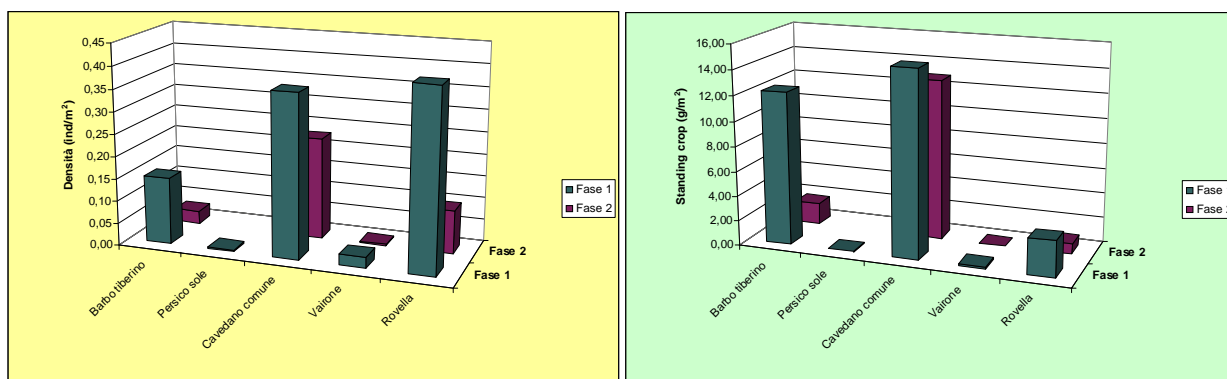 0,45
0,40
0,35
0,30
0,25
0,20
0,15
0,10
0,05
0,00
Densità (ind/m²)
Barbo tiberino
Persico sole
Cavedano comune
Vairone
Rovella
Fase 1
Fase 2
Fase 1
Fase 2
16,00
14,00
12,00
10,00
8,00
6,00
4,00
2,00
0,00
Standing crop (g/m²)
Barbo tiberino
Persico sole
Cavedano comune
Vairone
Rovella
Fase 1
Fase 2
Fase
Fase